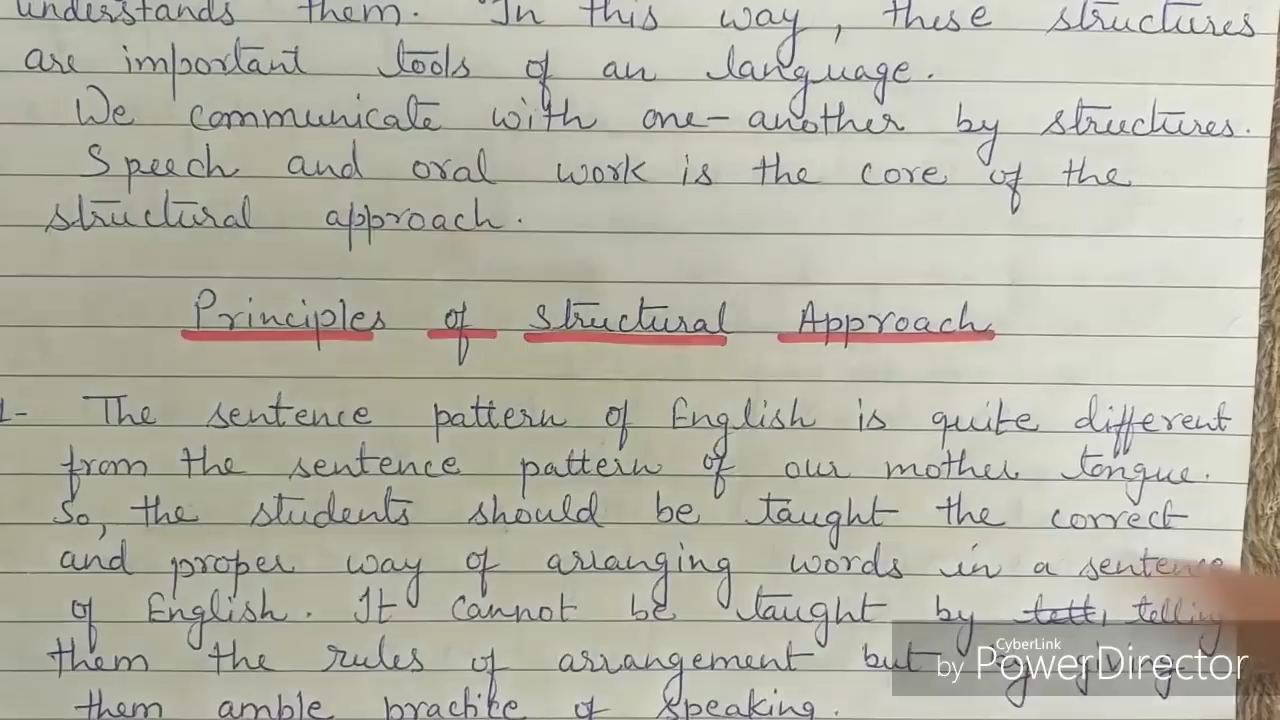 understands them. In this way, these structures
are important tools of an language.
We communicate with one-another by structures.
Speech and oral work is the core of the
structural approach.
Principles of Structural Approach
1- The sentence pattern of English is quite different
from the sentence pattern of our mother tongue.
So, the students should be taught the correct
and proper way of arranging words in a sentence
of English. It cannot be taught by telling
them the rules of arrangement but by giving
them amble practice of speaking.
CyberLink
by PowerDirector